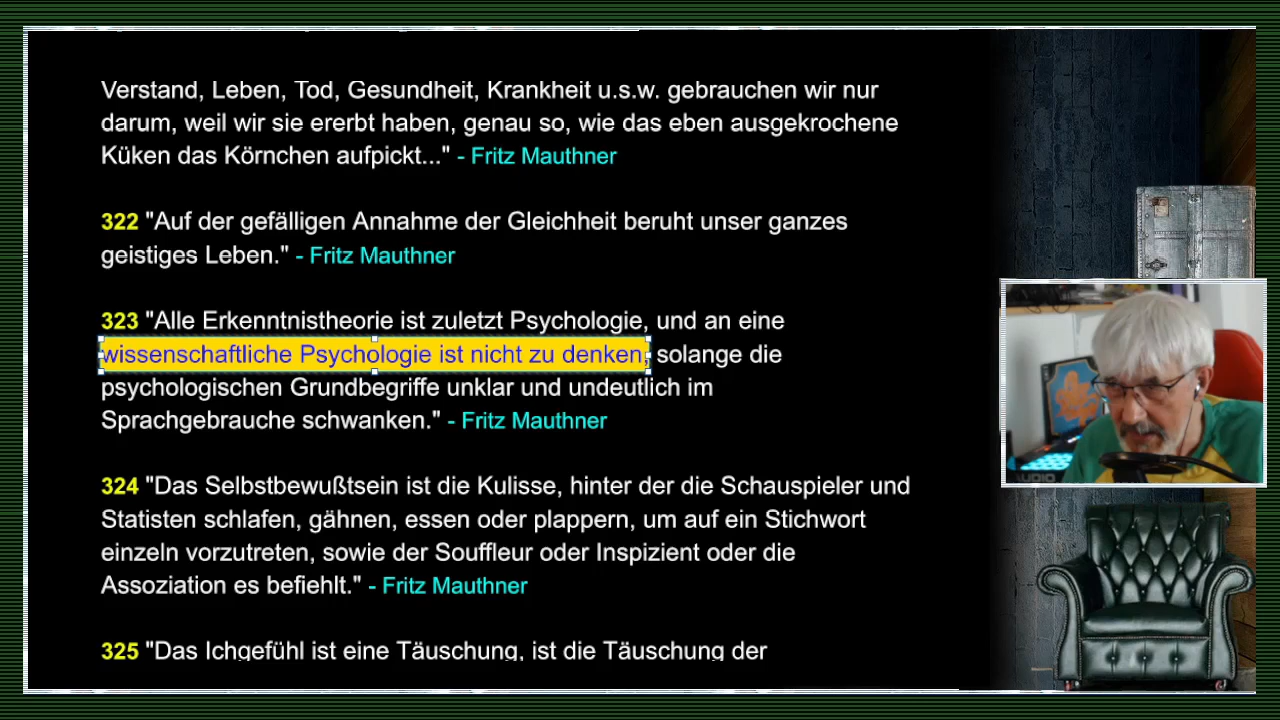 Verstand, Leben, Tod, Gesundheit, Krankheit u.s.w. gebrauchen wir nur
darum, weil wir sie ererbt haben, genau so, wie das eben ausgekrochene
Küken das Körnchen aufpickt..." - Fritz Mauthner
322 "Auf der gefälligen Annahme der Gleichheit beruht unser ganzes
geistiges Leben." - Fritz Mauthner
323 "Alle Erkenntnistheorie ist zuletzt Psychologie, und an eine
wissenschaftliche Psychologie ist nicht zu denken, solange die
psychologischen Grundbegriffe unklar und undeutlich im
Sprachgebrauche schwanken." - Fritz Mauthner
324 "Das Selbstbewußtsein ist die Kulisse, hinter der die Schauspieler und
Statisten schlafen, gähnen, essen oder plappern, um auf ein Stichwort
einzeln vorzutreten, sowie der Souffleur oder Inspizient oder die
Assoziation es befiehlt." - Fritz Mauthner
325 "Das Ichgefühl ist eine Täuschung, ist die Täuschung der